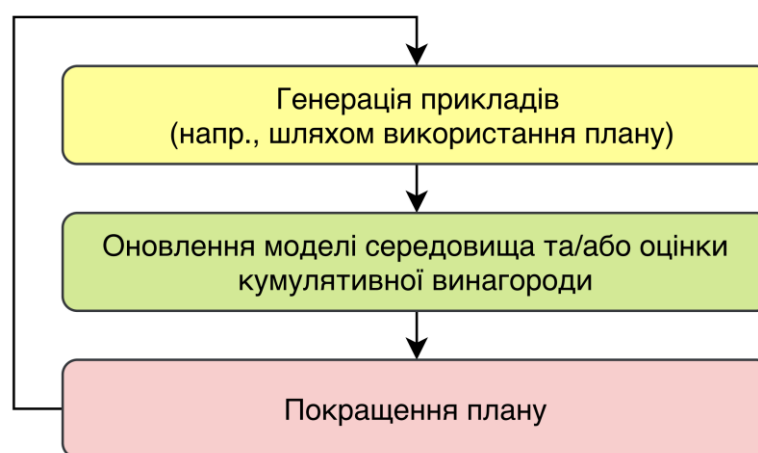 Генерація прикладів
(напр., шляхом використання плану)
Оновлення моделі середовища та/або оцінки
кумулятивної винагороди
Покращення плану